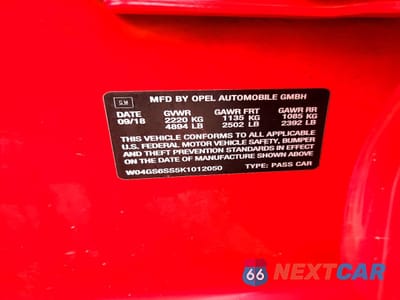 GM
MFD BY OPEL AUTOMOBILE GMBH
DATE GVWR GAWR FRT GAWR RR
09/18 2220 KG 1135 KG 1085 KG
4894 LB 2502 LB 2392 LB
THIS VEHICLE CONFORMS TO ALL APPLICABLE
U.S. FEDERAL MOTOR VEHICLE SAFETY, BUMPER
AND THEFT PREVENTION STANDARDS IN EFFECT
ON THE DATE OF MANUFACTURE SHOWN ABOVE
W04GS6SS5K1012050 TYPE: PASS CAR
66 NEXTCAR